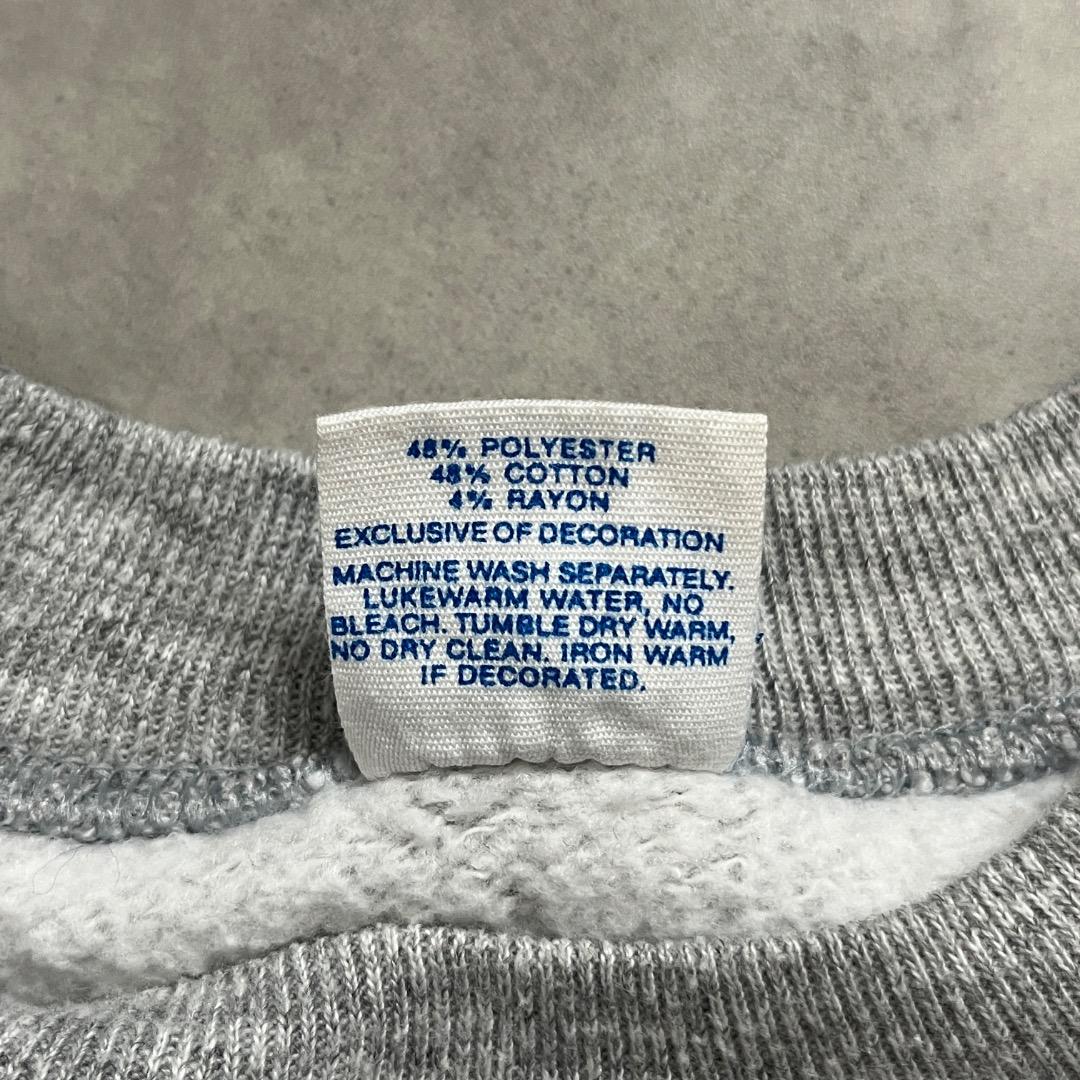 48% POLYESTER
48% COTTON
4% RAYON
EXCLUSIVE OF DECORATION
MACHINE WASH SEPARATELY.
LUKEWARM WATER, NO
BLEACH. TUMBLE DRY WARM,
NO DRY CLEAN. IRON WARM
IF DECORATED.